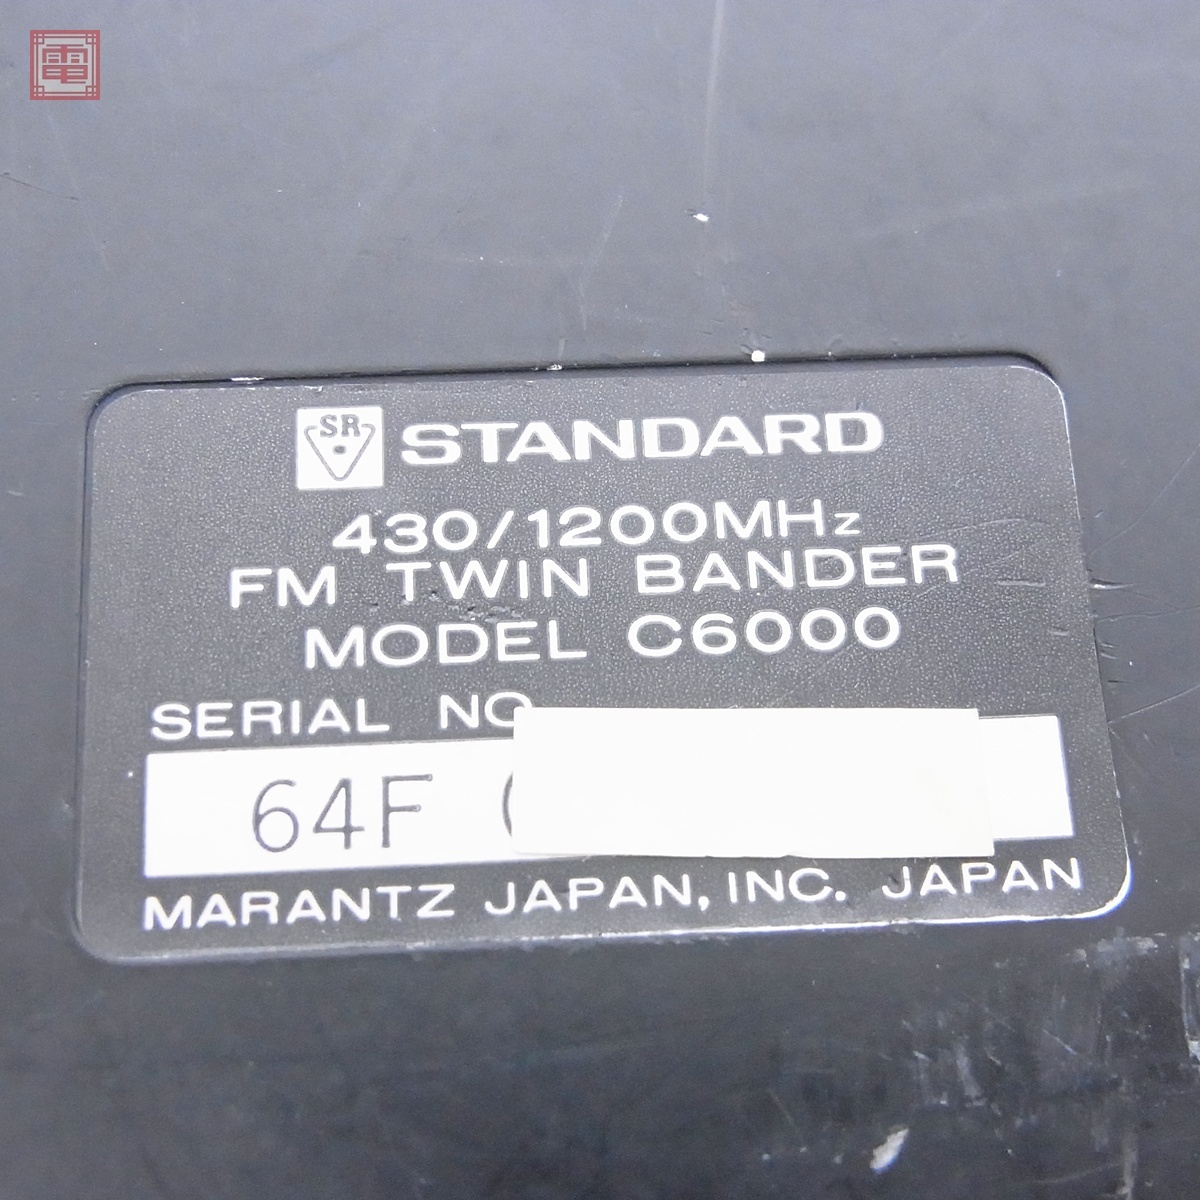 電
SR STANDARD
430/1200MHz
FM TWIN BANDER
MODEL C6000
SERIAL NO
64F
MARANTZ JAPAN, INC. JAPAN